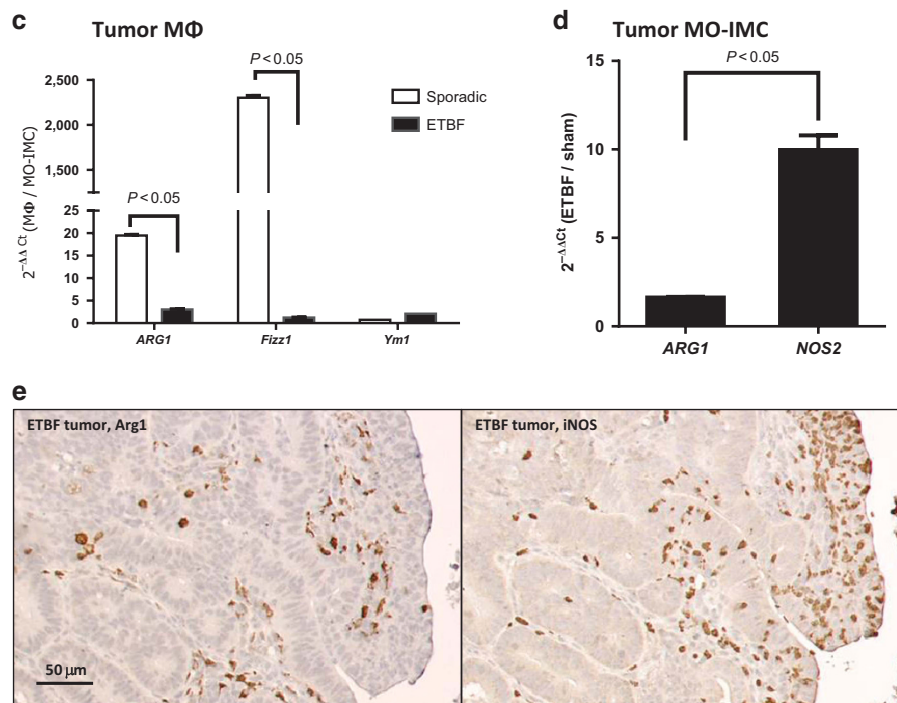 c
Tumor MΦ
P < 0.05
P < 0.05
Sporadic
ETBF
2,500
2,000
1,500
25
20
15
10
5
0
2^−ΔΔ Ct (MΦ / MO-IMC)
ARG1
Fizz1
Ym1
d
Tumor MO-IMC
P < 0.05
15
10
5
0
2^−ΔΔCt (ETBF / sham)
ARG1
NOS2
e
ETBF tumor, Arg1
50 μm
ETBF tumor, iNOS